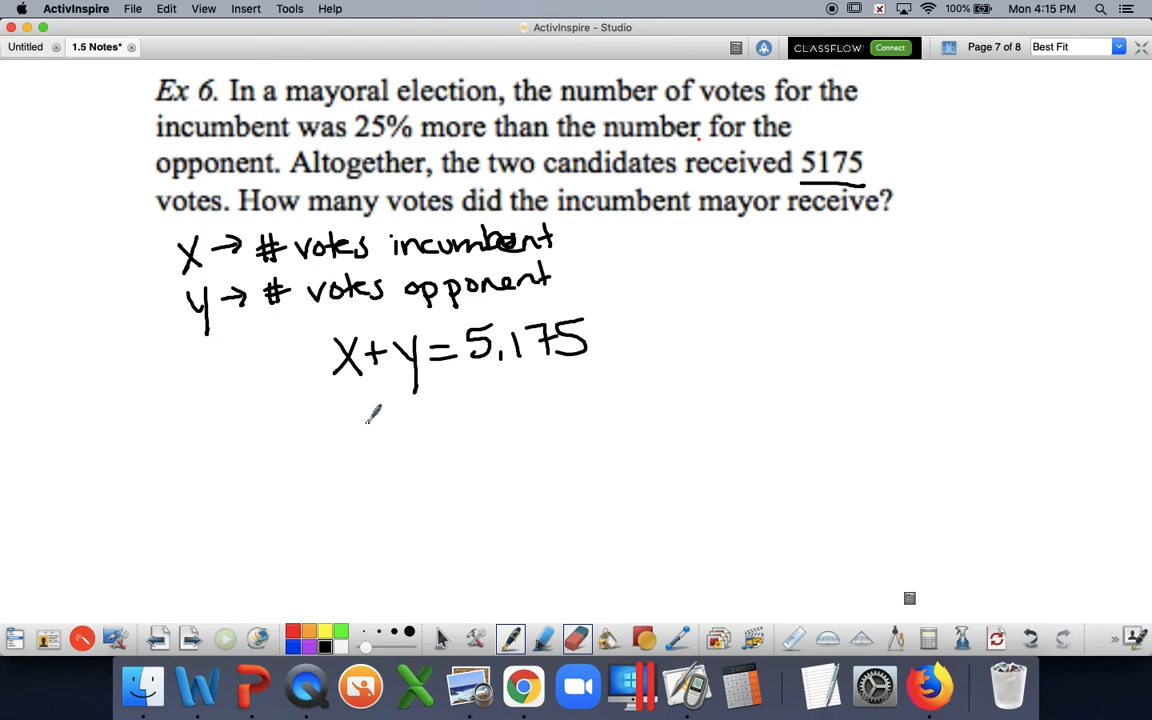 ActivInspire File Edit View Insert Tools Help 100% Mon 4:15 PM
ActivInspire - Studio
Untitled 1.5 Notes* CLASSFLOW Connect Page 7 of 8 Best Fit
Ex 6. In a mayoral election, the number of votes for the
incumbent was 25% more than the number for the
opponent. Altogether, the two candidates received 5175
votes. How many votes did the incumbent mayor receive?
x → # votes incumbent
y → # votes opponent
x+y=5,175